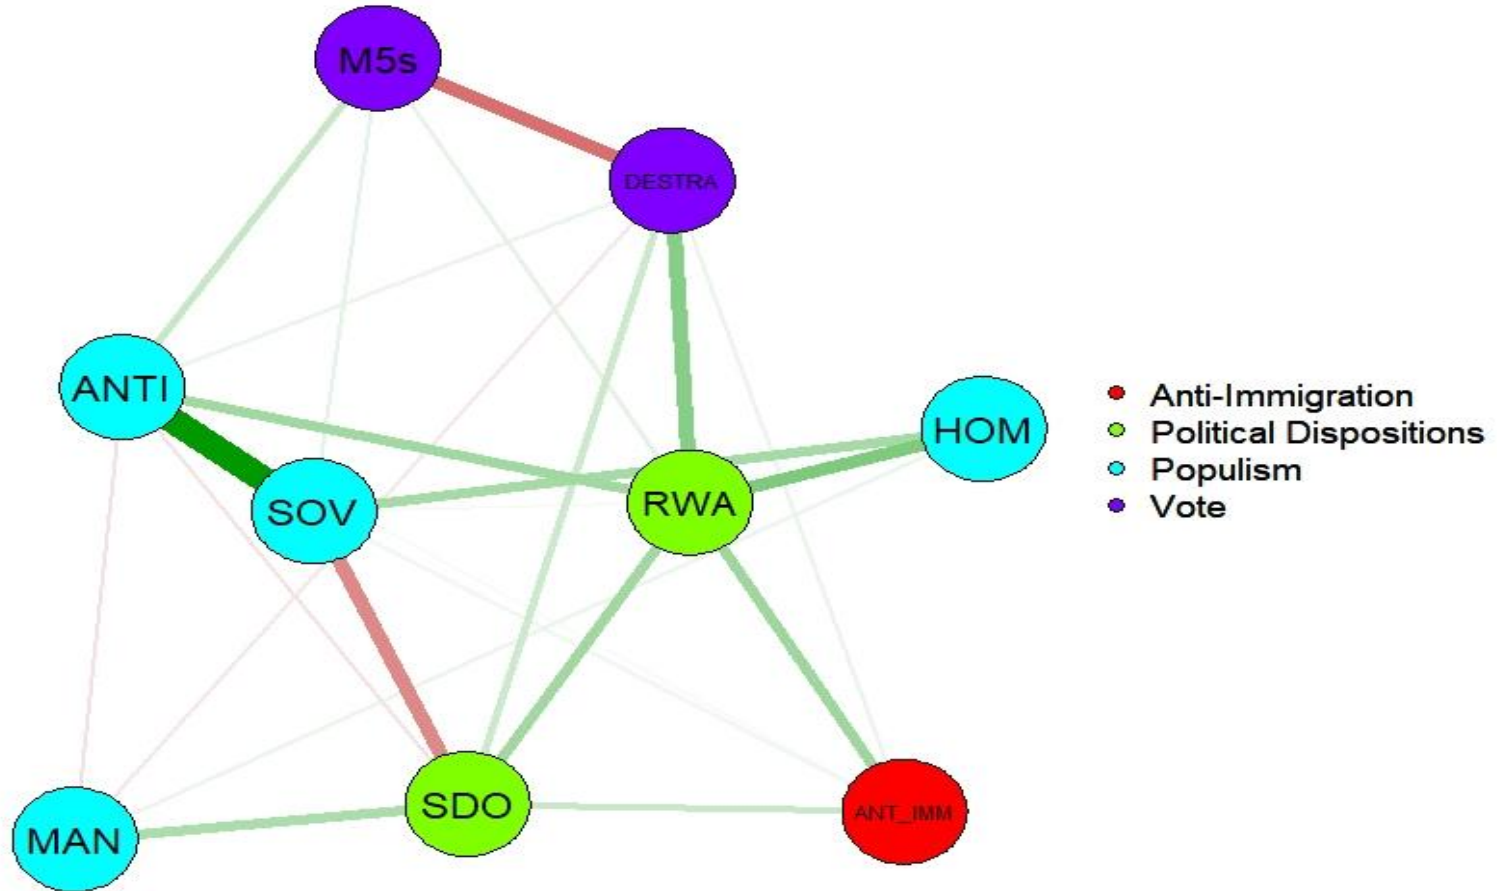 M5s
DESTRA
ANTI
HOM
SOV
RWA
MAN
SDO
ANT_IMM
Anti-Immigration
Political Dispositions
Populism
Vote